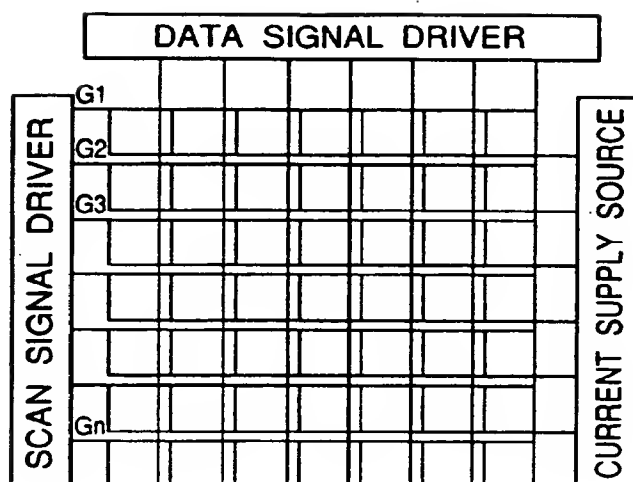 DATA SIGNAL DRIVER
SCAN SIGNAL DRIVER
G1
G2
G3
Gn
CURRENT SUPPLY SOURCE